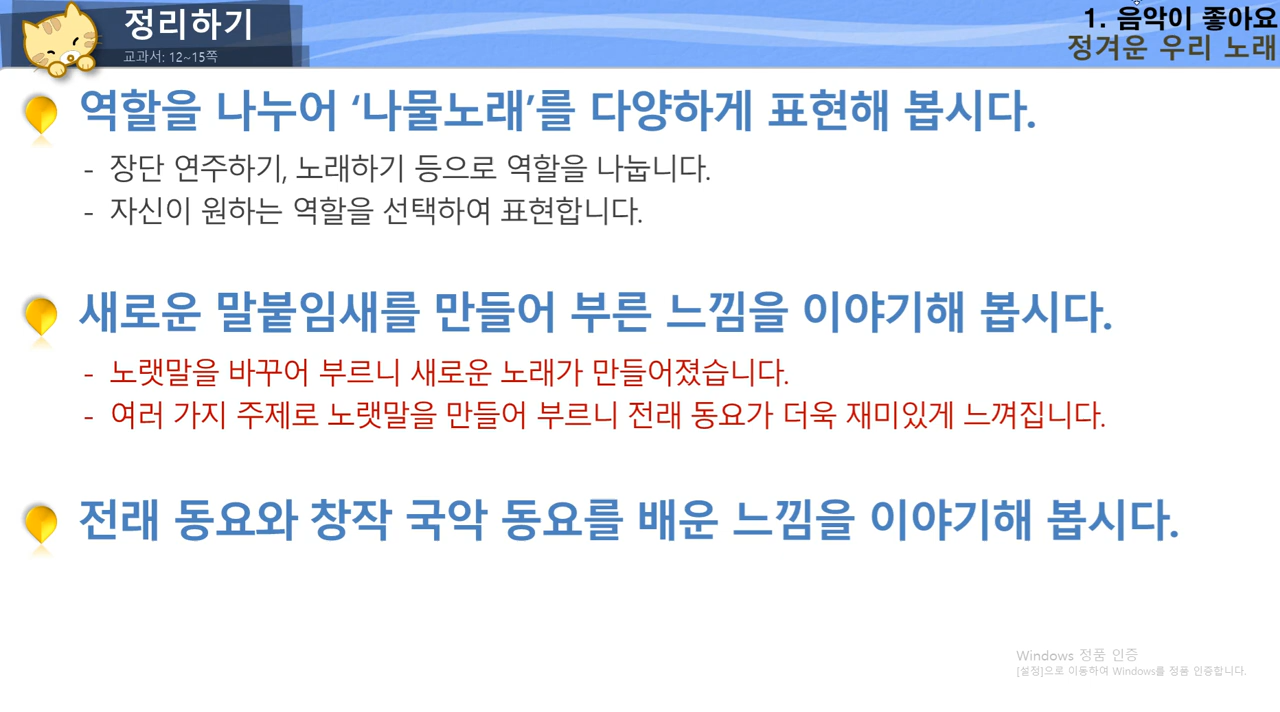 정리하기
교과서: 12~15쪽
1. 음악이 좋아요
정겨운 우리 노래
역할을 나누어 ‘나물노래’를 다양하게 표현해 봅시다.
- 장단 연주하기, 노래하기 등으로 역할을 나눕니다.
- 자신이 원하는 역할을 선택하여 표현합니다.
새로운 말붙임새를 만들어 부른 느낌을 이야기해 봅시다.
- 노랫말을 바꾸어 부르니 새로운 노래가 만들어졌습니다.
- 여러 가지 주제로 노랫말을 만들어 부르니 전래 동요가 더욱 재미있게 느껴집니다.
전래 동요와 창작 국악 동요를 배운 느낌을 이야기해 봅시다.
Windows 정품 인증
[설정]으로 이동하여 Windows를 정품 인증합니다.